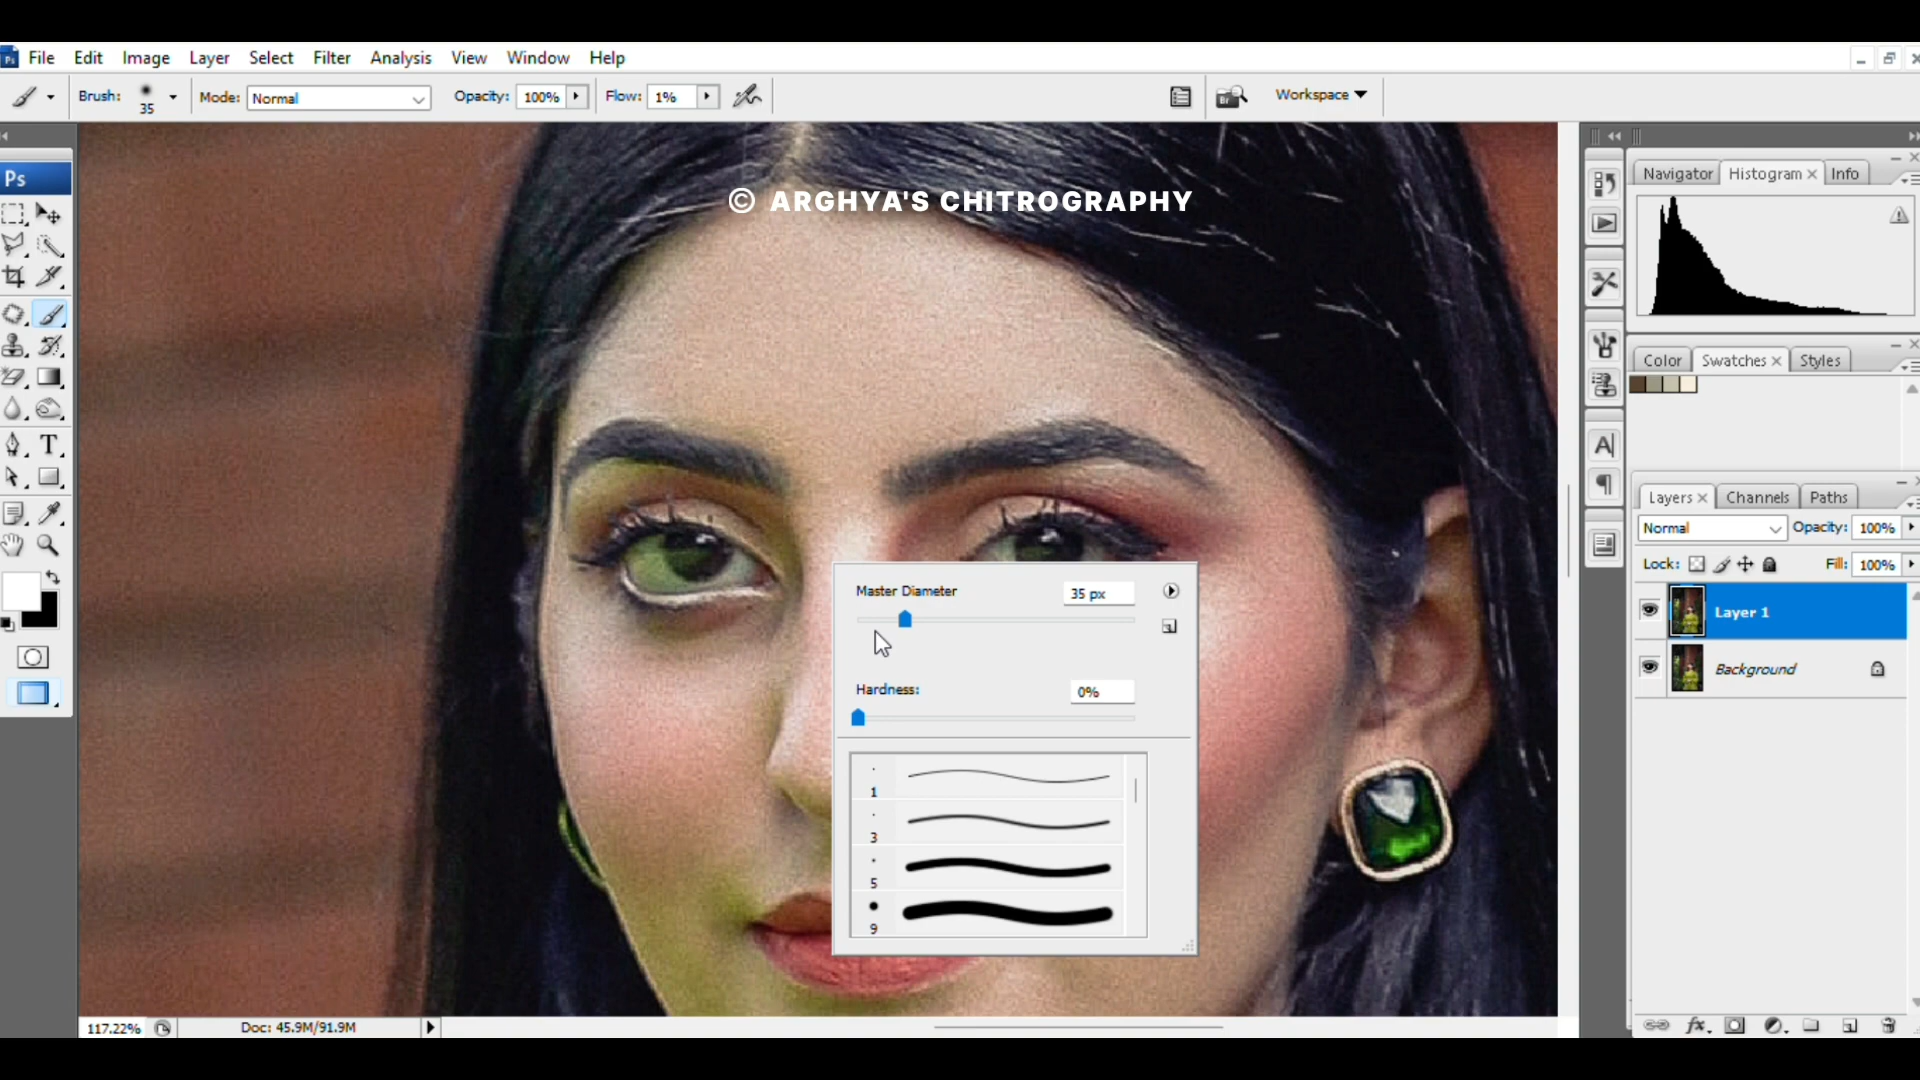 Ps File Edit Image Layer Select Filter Analysis View Window Help
Brush: 35 Mode: Normal Opacity: 100% Flow: 1% Br Workspace
Ps
Navigator Histogram Info
© ARGHYA'S CHITROGRAPHY
Color Swatches Styles
T
A
Layers Channels Paths
Normal Opacity: 100%
Lock: Fill: 100%
Layer 1
Background
Master Diameter 35 px
Hardness: 0%
1
3
5
9
117.22% Doc: 45.9M/91.9M
fx